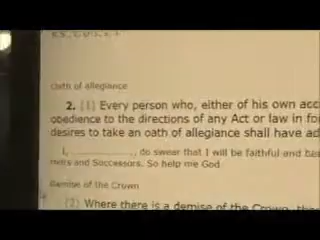 oath of allegiance
2. (1) Every person who, either of his own acc
obedience to the directions of any Act or law in fo
desires to take an oath of allegiance shall have ad
I, ...................., do swear that I will be faithful and bea
Heirs and Successors. So help me God
Demise of the Crown
(2) Where there is a demise of the Crown, the